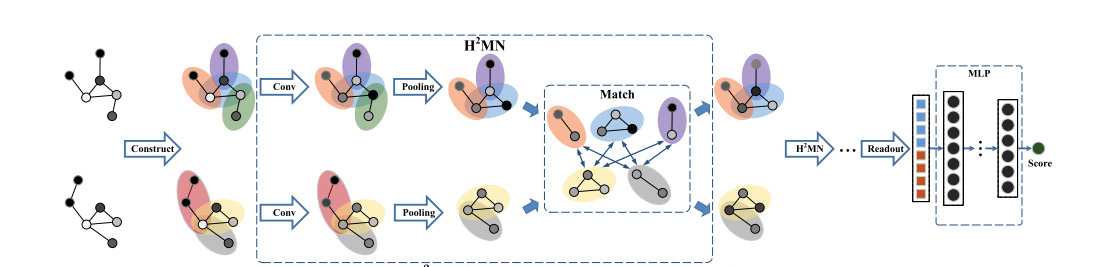 H²MN
MLP
Conv
Pooling
Match
Construct
H²MN
...
Readout
Score
Conv
Pooling